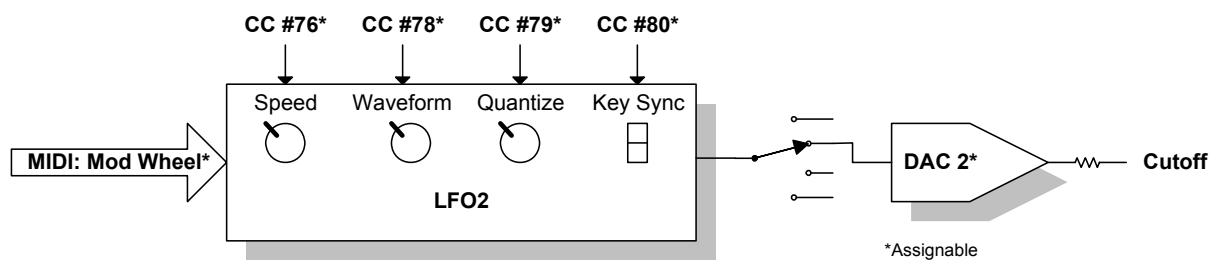 CC #76* CC #78* CC #79* CC #80*
Speed Waveform Quantize Key Sync
MIDI: Mod Wheel* DAC 2* Cutoff
LFO2
*Assignable